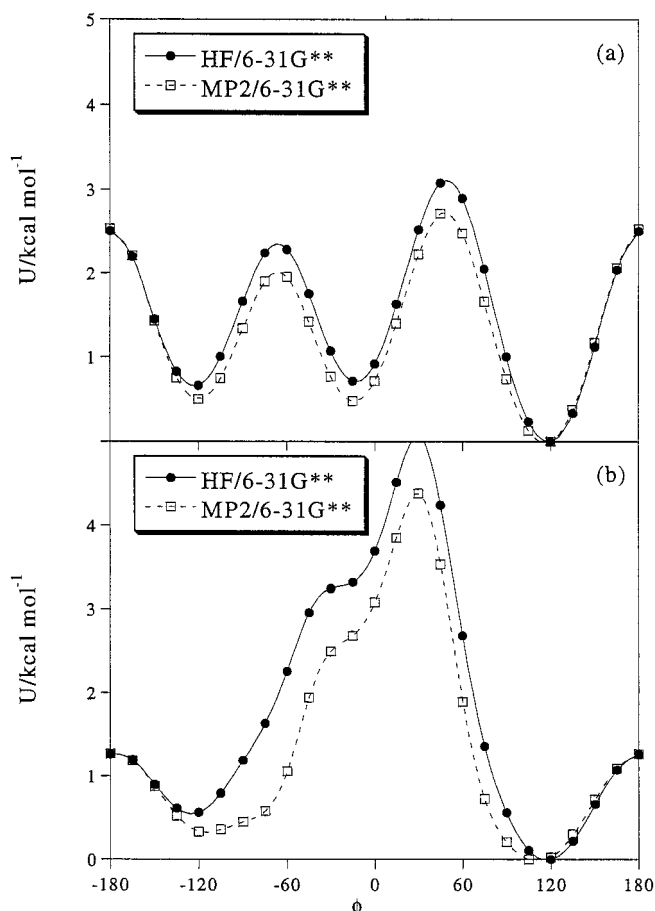 5
(a)
HF/6-31G**
MP2/6-31G**
4
U/kcal mol⁻¹
3
2
1
(b)
HF/6-31G**
MP2/6-31G**
4
U/kcal mol⁻¹
3
2
1
0
-180 -120 -60 0 60 120 180
ϕ